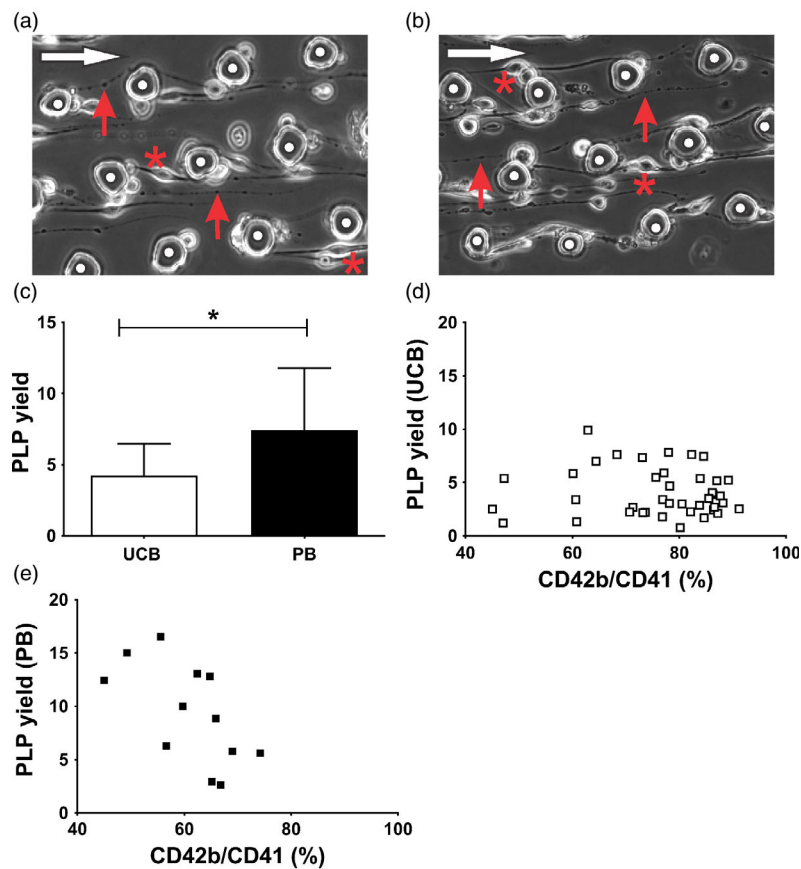 (a)
(b)
*
*
*
*
(c)
15
10
5
0
PLP yield
*
UCB
PB
(d)
20
15
10
5
0
PLP yield (UCB)
40
60
80
100
CD42b/CD41 (%)
(e)
20
15
10
5
0
PLP yield (PB)
40
60
80
100
CD42b/CD41 (%)